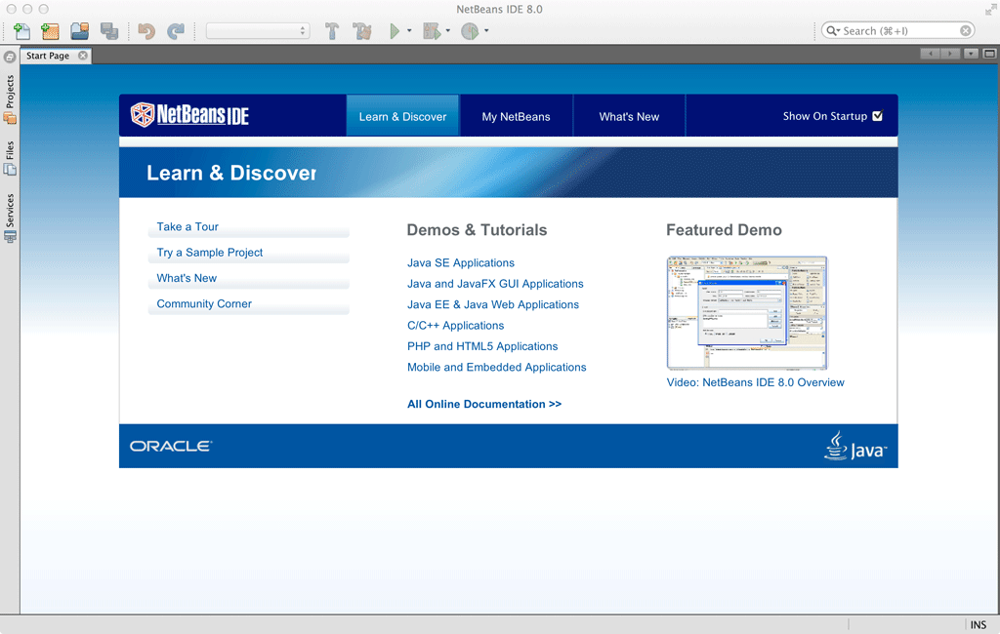 NetBeans IDE 8.0
Search (⌘+I)
Start Page
Projects
Files
Services
NetBeans IDE
Learn & Discover
My NetBeans
What's New
Show On Startup
Learn & Discover
Take a Tour
Try a Sample Project
What's New
Community Corner
Demos & Tutorials
Java SE Applications
Java and JavaFX GUI Applications
Java EE & Java Web Applications
C/C++ Applications
PHP and HTML5 Applications
Mobile and Embedded Applications
All Online Documentation >>
Featured Demo
Video: NetBeans IDE 8.0 Overview
ORACLE
Java™
INS